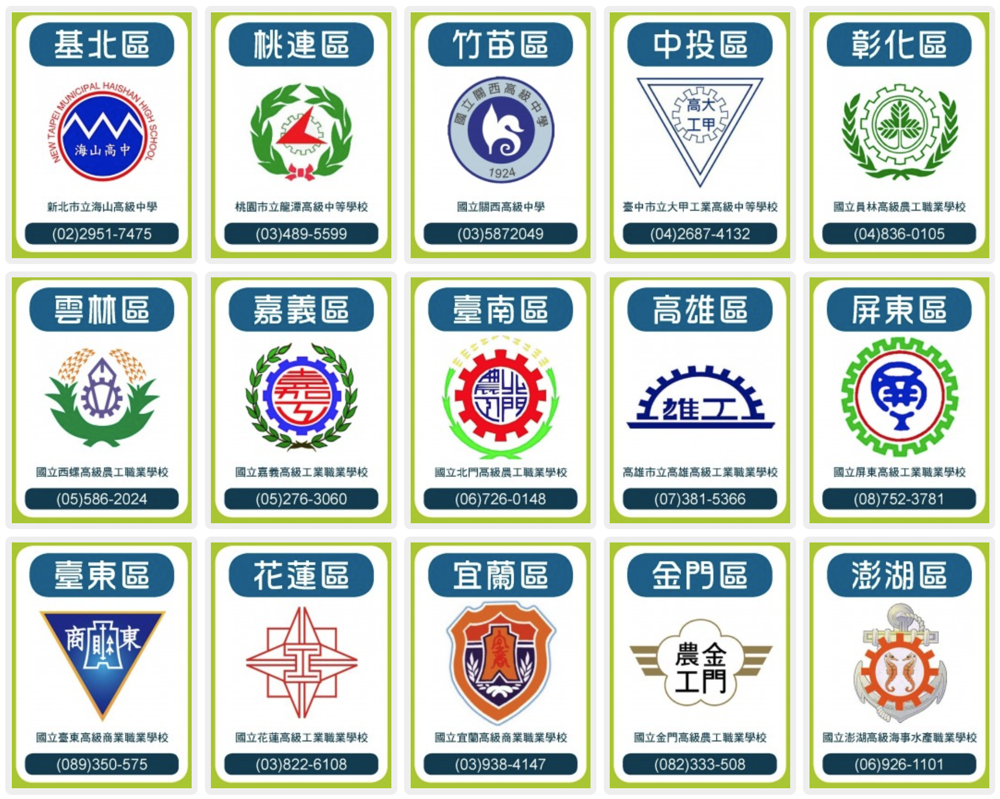 基北區
NEW TAIPEI MUNICIPAL HAISHAN HIGH SCHOOL
海山高中
新北市立海山高級中學
(02)2951-7475
桃連區
桃園市立龍潭高級中等學校
(03)489-5599
竹苗區
國立關西高級中學
1924
國立關西高級中學
(03)5872049
中投區
高大
工甲
臺中市立大甲工業高級中等學校
(04)2687-4132
彰化區
國立員林高級農工職業學校
(04)836-0105
雲林區
國立西螺高級農工職業學校
(05)586-2024
嘉義區
嘉工
國立嘉義高級工業職業學校
(05)276-3060
臺南區
農北
工門
國立北門高級農工職業學校
(06)726-0148
高雄區
雄工
高雄市立高雄高級工業職業學校
(07)381-5366
屏東區
屏工
國立屏東高級工業職業學校
(08)752-3781
臺東區
商 東
國立臺東高級商業職業學校
(089)350-575
花蓮區
工
國立花蓮高級工業職業學校
(03)822-6108
宜蘭區
宜商
國立宜蘭高級商業職業學校
(03)938-4147
金門區
農金
工門
國立金門高級農工職業學校
(082)333-508
澎湖區
國立澎湖高級海事水產職業學校
(06)926-1101